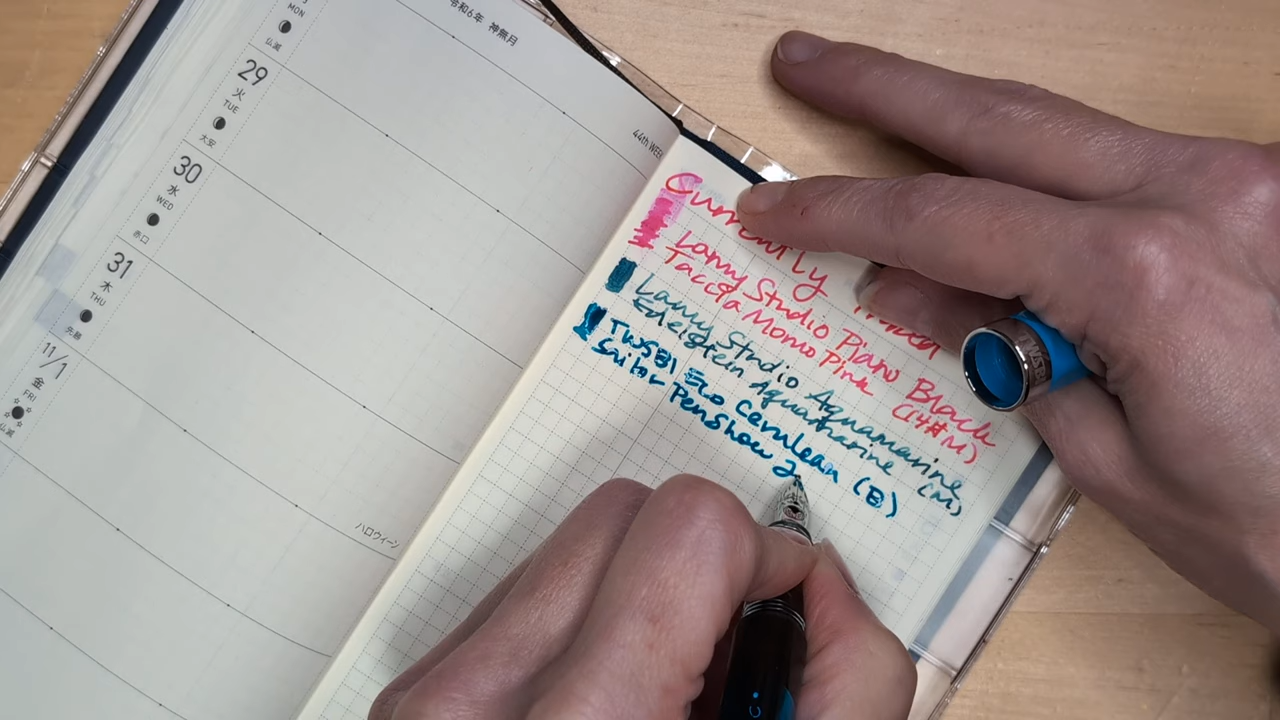 令和6年 神無月
MON
仏滅
29
火
TUE
大安
30
水
WED
赤口
31
木
THU
先勝
11/1
金
FRI
仏滅
44th WEEK
ハロウィーン
Currently Inked
Lamy Studio Piano Black
Taccia Momo Pink (14K M)
Lamy Studio Aquamarine
Edelstein Aquamarine (M)
TWSBI Eco Cerulean (B)
Sailor Penshow 2
TWSBI